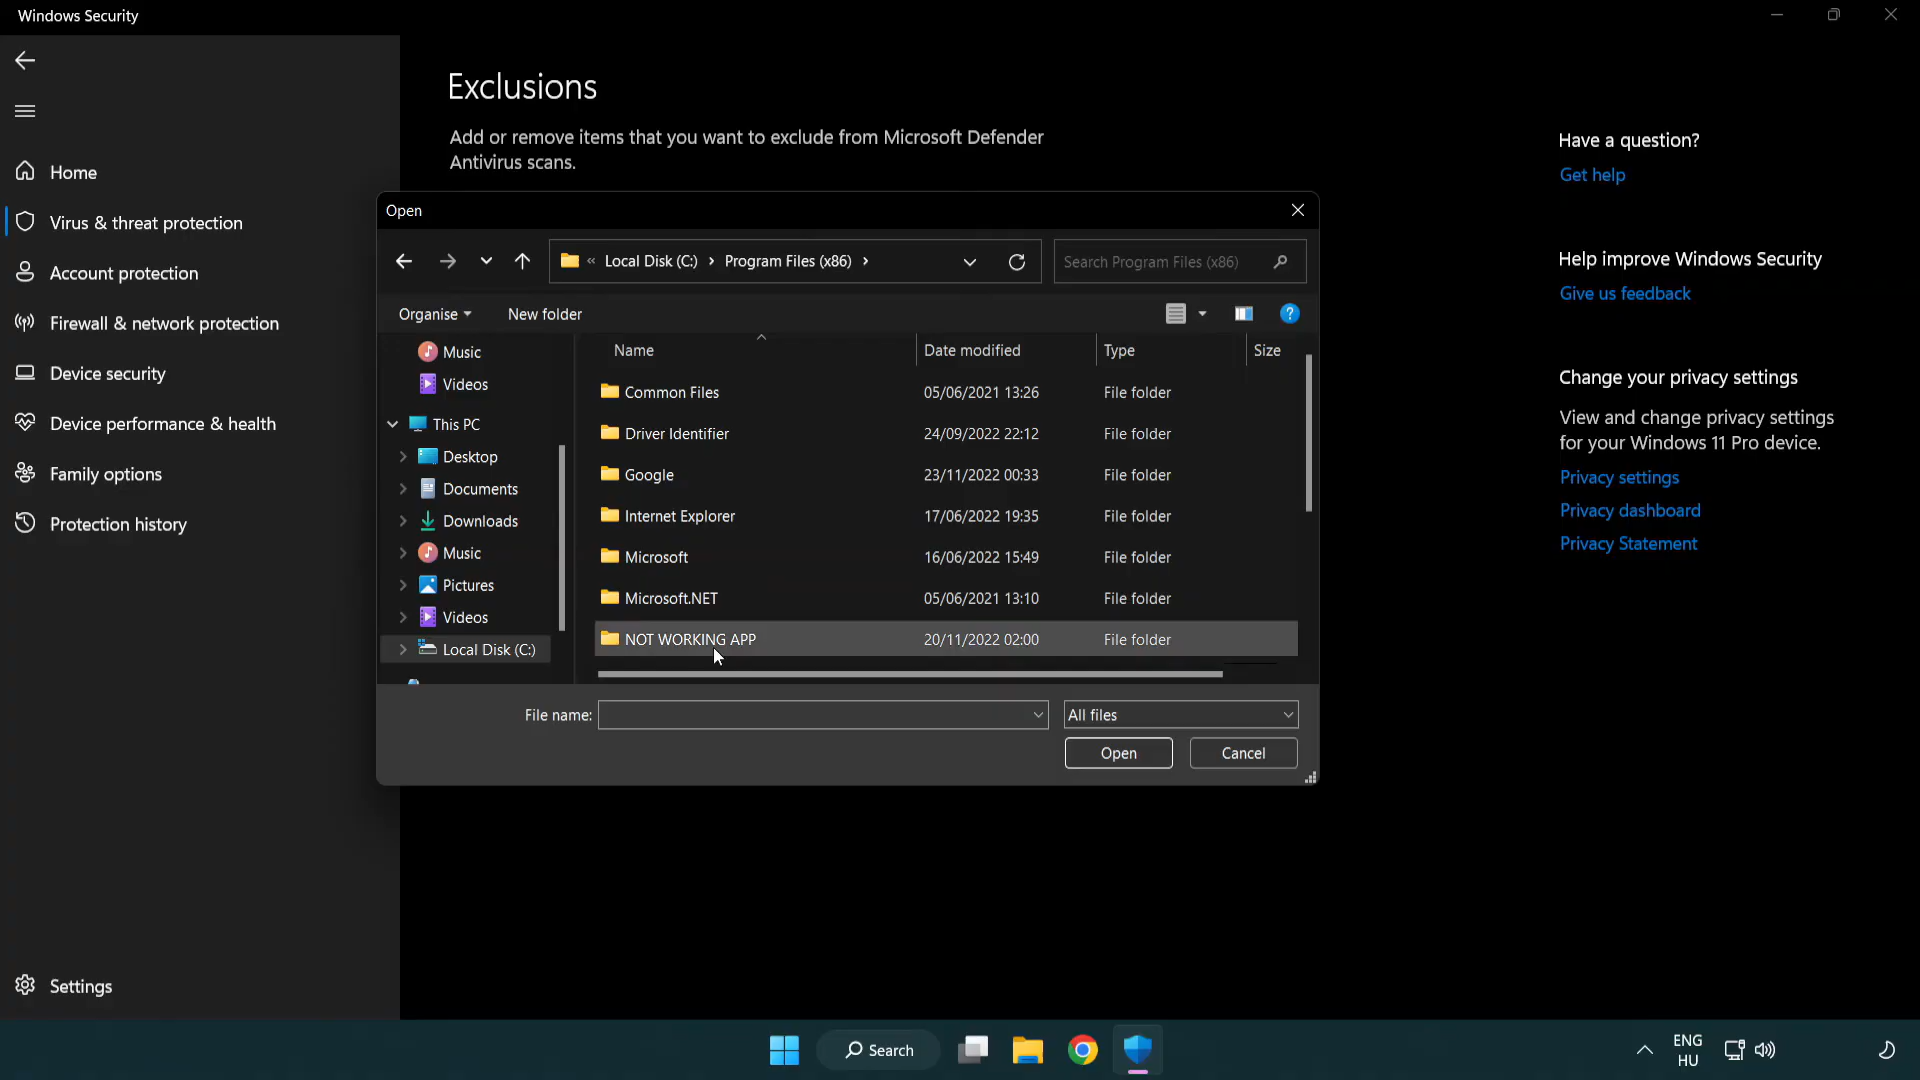 Windows Security
Exclusions
Add or remove items that you want to exclude from Microsoft Defender
Antivirus scans.
Home
Virus & threat protection
Account protection
Firewall & network protection
Device security
Device performance & health
Family options
Protection history
Settings
Open
« Local Disk (C:) › Program Files (x86) ›
Search Program Files (x86)
Organise
New folder
Music
Videos
This PC
Desktop
Documents
Downloads
Music
Pictures
Videos
Local Disk (C:)
Name Date modified Type Size
Common Files 05/06/2021 13:26 File folder
Driver Identifier 24/09/2022 22:12 File folder
Google 23/11/2022 00:33 File folder
Internet Explorer 17/06/2022 19:35 File folder
Microsoft 16/06/2022 15:49 File folder
Microsoft.NET 05/06/2021 13:10 File folder
NOT WORKING APP 20/11/2022 02:00 File folder
File name:
All files
Open
Cancel
Have a question?
Get help
Help improve Windows Security
Give us feedback
Change your privacy settings
View and change privacy settings
for your Windows 11 Pro device.
Privacy settings
Privacy dashboard
Privacy Statement
Search
ENG
HU